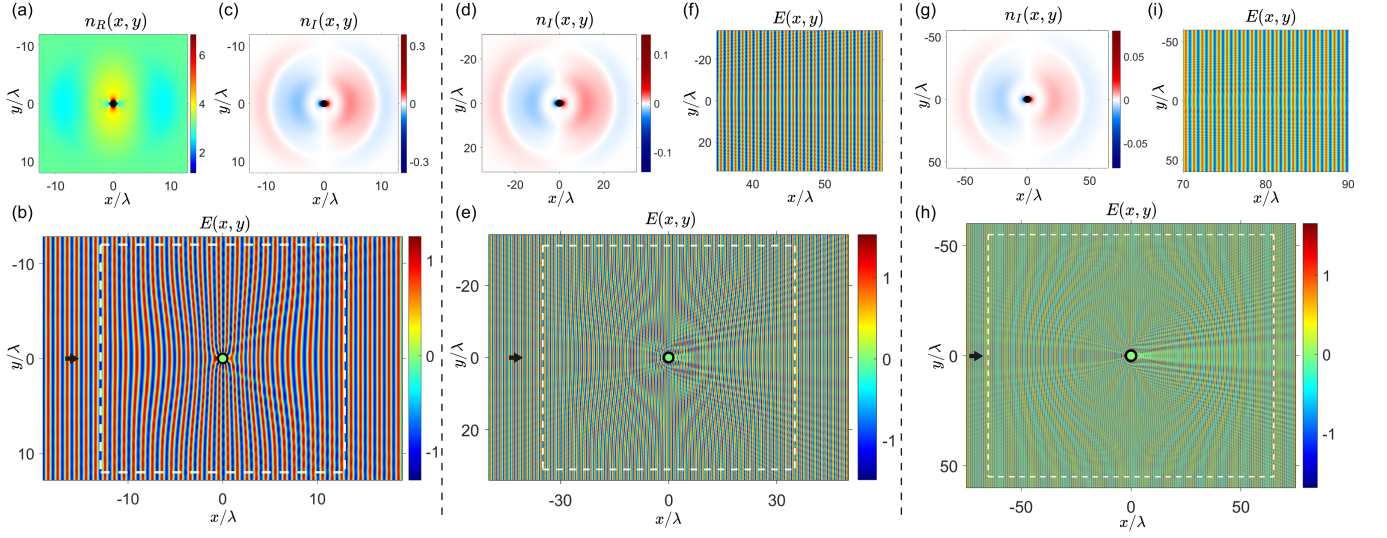 (a)
n_R(x, y)
-10
0
10
-10 0 10
x/λ
y/λ
6
4
2
(c)
n_I(x, y)
-10
0
10
-10 0 10
x/λ
y/λ
0.3
0
-0.3
(d)
n_I(x, y)
-20
0
20
-20 0 20
x/λ
y/λ
0.1
0
-0.1
(f)
E(x, y)
-20
0
20
40 50
x/λ
y/λ
(g)
n_I(x, y)
-50
0
50
-50 0 50
x/λ
y/λ
0.05
0
-0.05
(i)
E(x, y)
-50
0
50
70 80 90
x/λ
y/λ
(b)
E(x, y)
-10
0
10
-10 0 10
x/λ
y/λ
1
0
-1
(e)
E(x, y)
-20
0
20
-30 0 30
x/λ
y/λ
1
0
-1
(h)
E(x, y)
-50
0
50
-50 0 50
x/λ
y/λ
1
0
-1